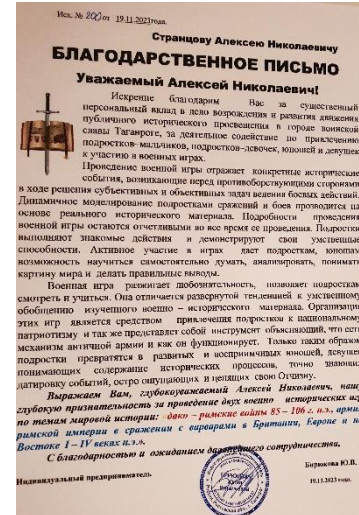 Исх. № 200 от 19.11.2023года.
Странцову Алексею Николаевичу
БЛАГОДАРСТВЕННОЕ ПИСЬМО
Уважаемый Алексей Николаевич!
Искренне благодарим Вас за существенный
персональный вклад в дело возрождения и развития движения
публичного исторического просвещения в городе воинской
славы Таганроге, за деятельное содействие по привлечению
подростков- мальчиков, подростков-девочек, юношей и девушек
к участию в военных играх.
Проведение военной игры отражает конкретные исторические
события, возникающие перед противоборствующими сторонами
в ходе решения субъективных и объективных задач ведения боевых действий.
Динамичное моделирование подростками сражений и боев проводится на
основе реального исторического материала. Подробности проведения
военной игры остаются отчетливыми во все время ее проведения. Подростки
выполняют знакомые действия и демонстрируют свои умственные
способности. Активное участие в играх дает подросткам, юношам
возможность научиться самостоятельно думать, анализировать, понимать
картину мира и делать правильные выводы.
Военная игра разжигает любознательность, позволяет подросткам
смотреть и учиться. Она отличается развернутой тенденцией к умственному
обобщению изученного военно – исторического материала. Организация
этих игр является средством привлечения подростков к национальному
патриотизму и так же представляет собой инструмент объясняющий, что есть
механизм античной армии и как он функционирует. Только таким образом
подростки превратятся в развитых и восприимчивых юношей, девушек
понимающих содержание исторических процессов, точно знающих
датировку событий, остро ощущающих и ценящих свою Отчизну.
Выражаем Вам, глубокоуважаемый Алексей Николаевич, нашу
глубокую признательность за проведение двух военно исторических игр
по темам мировой истории: «дако – римские войны 85 – 106 г. н.э., армия
римской империи в сражении с варварами в Британии, Европе и на
Востоке I – IV веках н.э.».
С благодарностью и ожиданием дальнейшего сотрудничества.
Индивидуальный предприниматель
Бирюкова Ю.В.
19.11.2023 года.